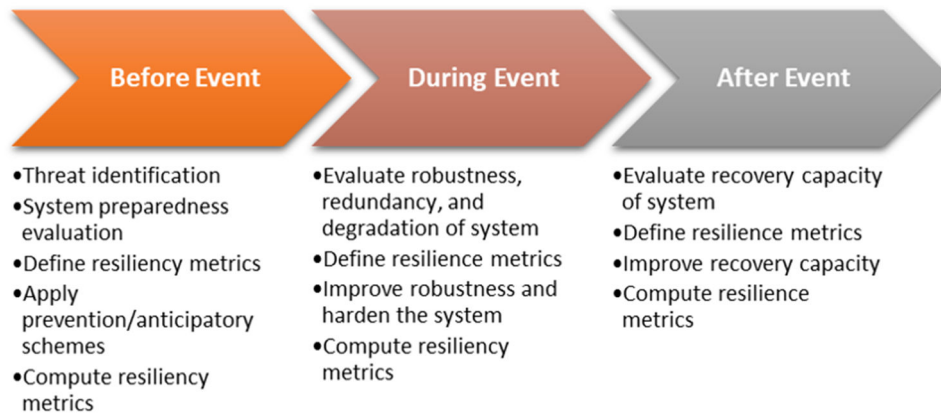 Before Event
•Threat identification
•System preparedness
evaluation
•Define resiliency metrics
•Apply
prevention/anticipatory
schemes
•Compute resiliency
metrics
During Event
•Evaluate robustness,
redundancy, and
degradation of system
•Define resilience metrics
•Improve robustness and
harden the system
•Compute resiliency
metrics
After Event
•Evaluate recovery capacity
of system
•Define resilience metrics
•Improve recovery capacity
•Compute resilience
metrics